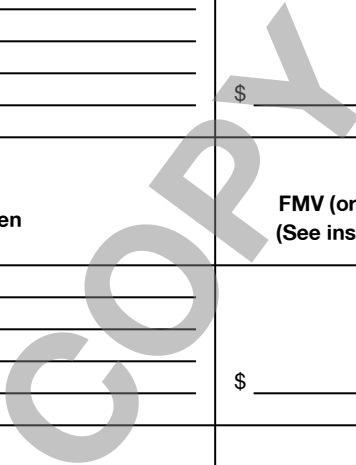 $
en
FMV (or
(See ins
$
COPY